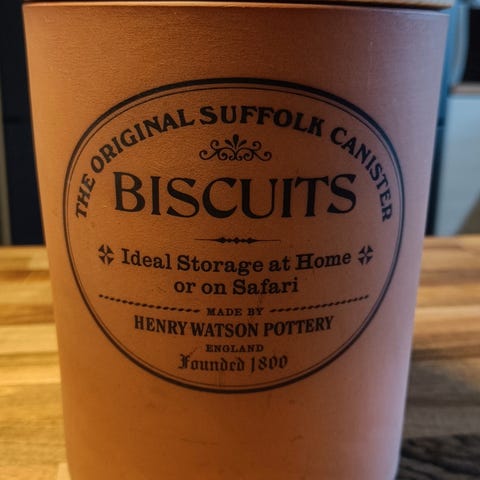 THE ORIGINAL SUFFOLK CANISTER
BISCUITS
Ideal Storage at Home
or on Safari
MADE BY
HENRY WATSON POTTERY
ENGLAND
Founded 1800